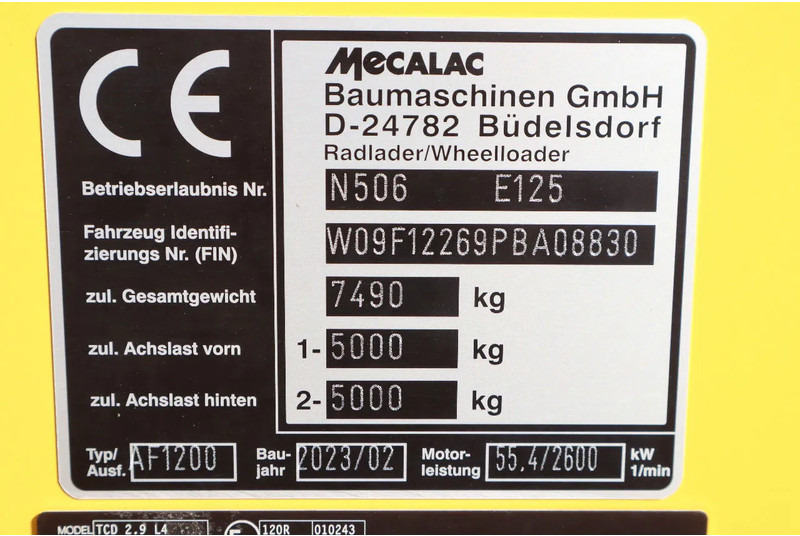 CE
MECALAC
Baumaschinen GmbH
D-24782 Büdelsdorf
Radlader/Wheelloader
Betriebserlaubnis Nr. N506 E125
Fahrzeug Identifi-
zierungs Nr. (FIN) W09F12269PBA08830
zul. Gesamtgewicht 7490 kg
zul. Achslast vorn 1- 5000 kg
zul. Achslast hinten 2- 5000 kg
Typ/
Ausf. AF1200
Bau-
jahr 2023/02
Motor-
leistung 55,4/2600
kW
1/min
MODEL TCD 2.9 L4 E 120R 010243